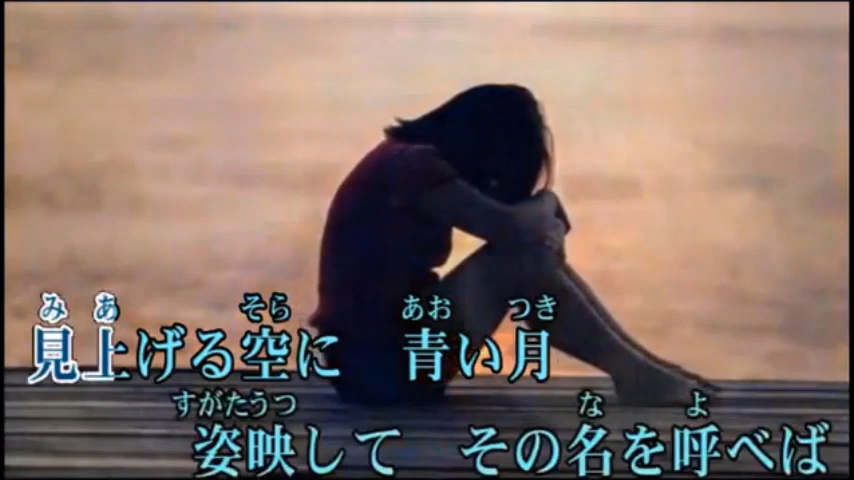 み あ そら あお つき
見上げる空に 青い月
すがたうつ な よ
姿映して その名を呼べば